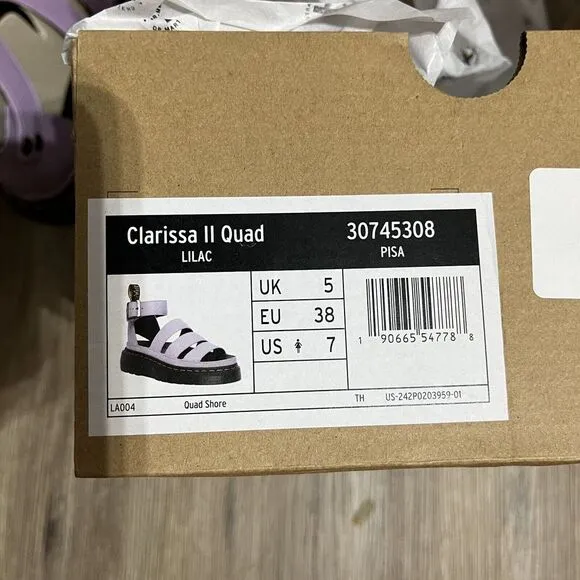 Clarissa II Quad 30745308
LILAC PISA
UK 5
EU 38
US 7
1 90665 54778 8
LA004 Quad Shore TH US-242P0203959-01